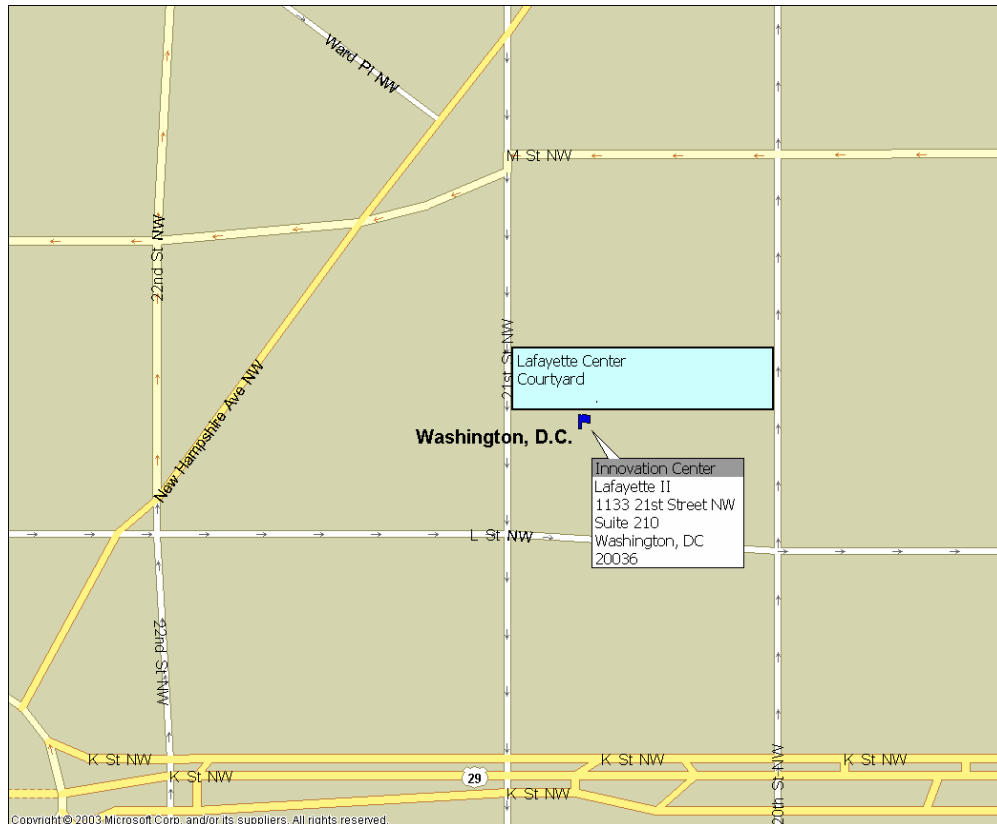 Ward Pl NW
M St NW
22nd St NW
21st St NW
Lafayette Center
Courtyard
New Hampshire Ave NW
Washington, D.C.
Innovation Center
Lafayette II
1133 21st Street NW
Suite 210
Washington, DC
20036
L St NW
22nd St NW
K St NW
K St NW
K St NW
K St NW
29
K St NW
20th St NW
Copyright © 2003 Microsoft Corp. and/or its suppliers. All rights reserved.